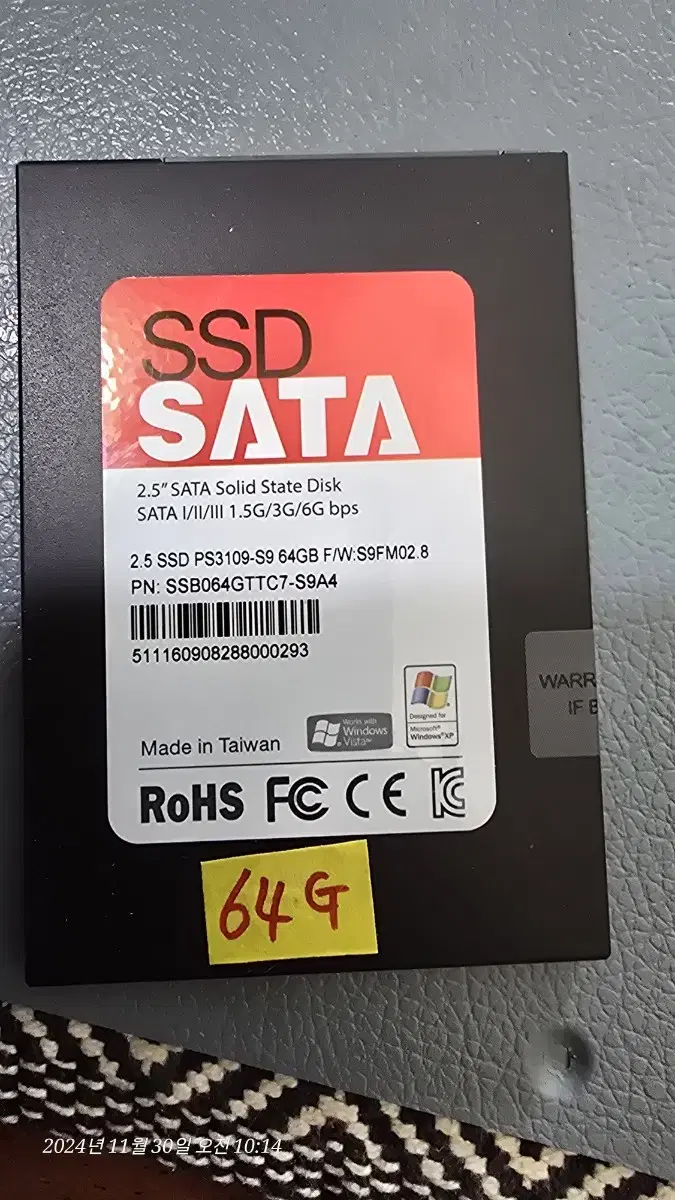 SSD
SATA
2.5" SATA Solid State Disk
SATA I/II/III 1.5G/3G/6G bps
2.5 SSD PS3109-S9 64GB F/W:S9FM02.8
PN: SSB064GTTC7-S9A4
511160908288000293
WARR
IF B
Made in Taiwan
Works with
Windows
Vista™
Designed for
Microsoft®
Windows®XP
RoHS FC CE
64G
2024년 11월 30일 오전 10:14